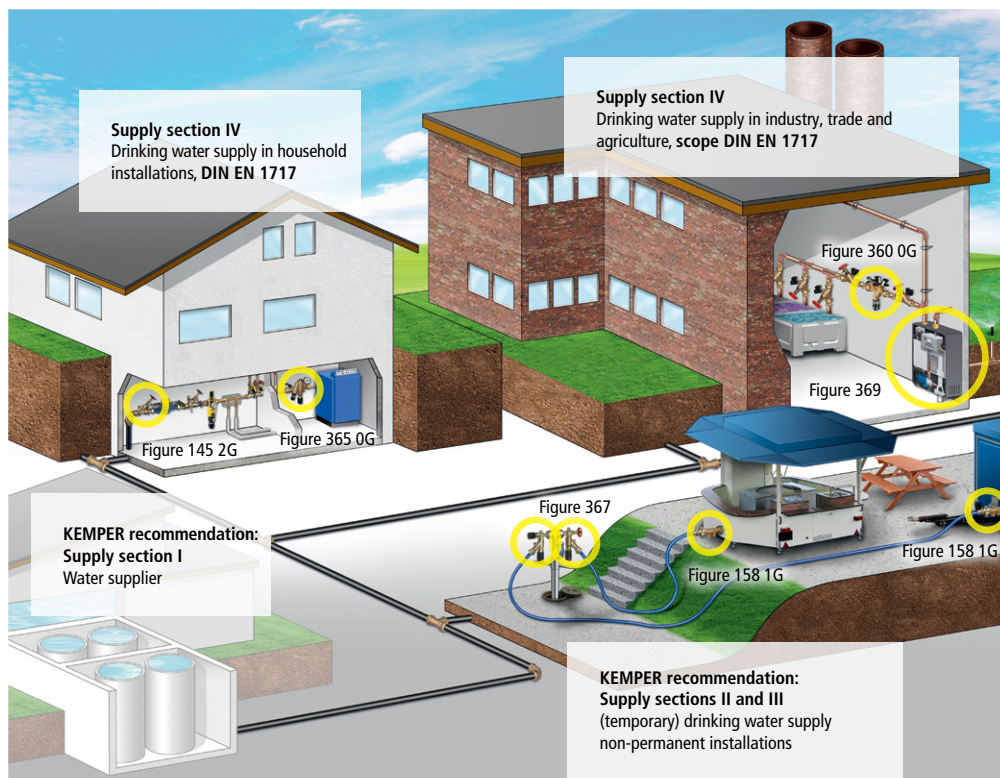 Supply section IV
Drinking water supply in household
installations, DIN EN 1717
Supply section IV
Drinking water supply in industry, trade and
agriculture, scope DIN EN 1717
Figure 360 0G
Figure 369
Figure 145 2G
Figure 365 0G
Figure 367
Figure 158 1G
Figure 158 1G
KEMPER recommendation:
Supply section I
Water supplier
KEMPER recommendation:
Supply sections II and III
(temporary) drinking water supply
non-permanent installations